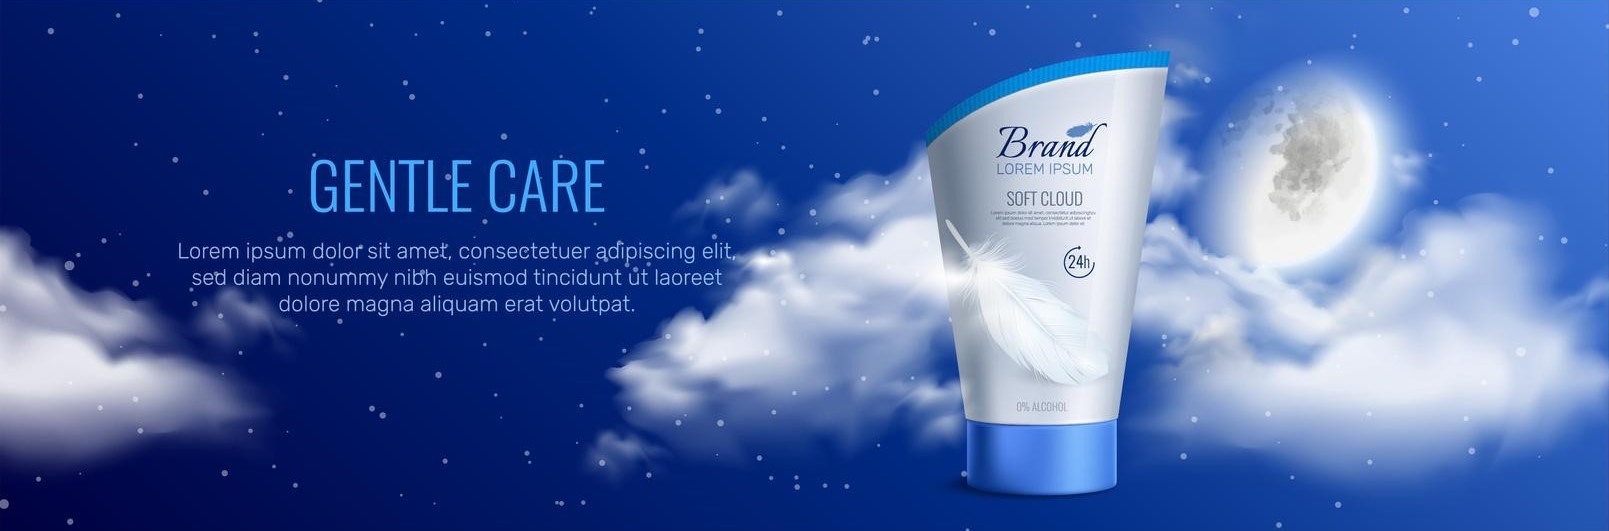 GENTLE CARE
Lorem ipsum dolor sit amet, consectetuer adipiscing elit,
sed diam nonummy nibh euismod tincidunt ut laoreet
dolore magna aliquam erat volutpat.
Brand
LOREM IPSUM
SOFT CLOUD
24h
0% ALCOHOL